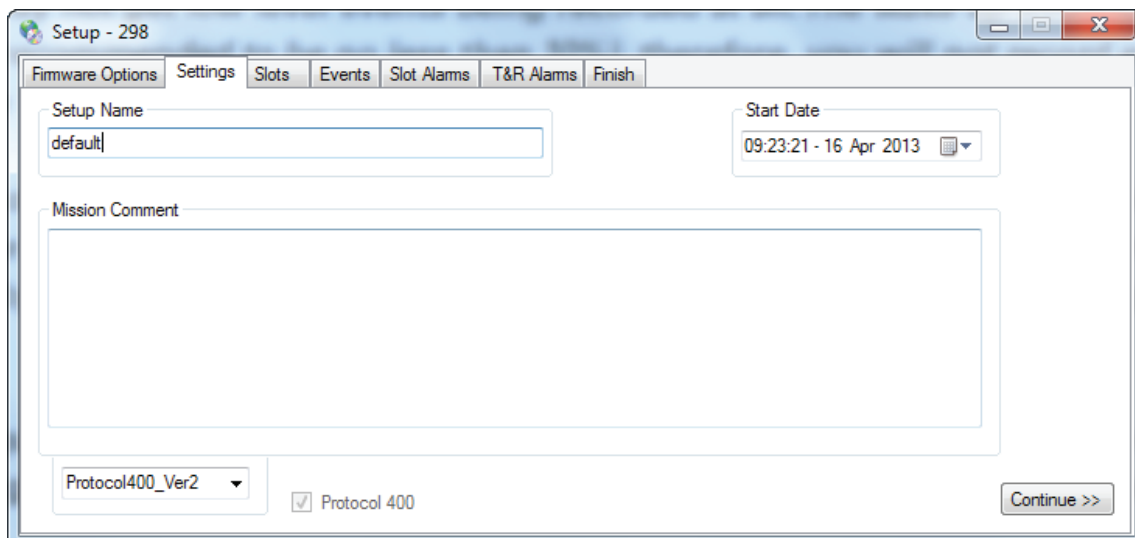 Setup - 298
Firmware Options Settings Slots Events Slot Alarms T&R Alarms Finish
Setup Name
default
Start Date
09:23:21 - 16 Apr 2013
Mission Comment
Protocol400_Ver2
Protocol 400
Continue >>